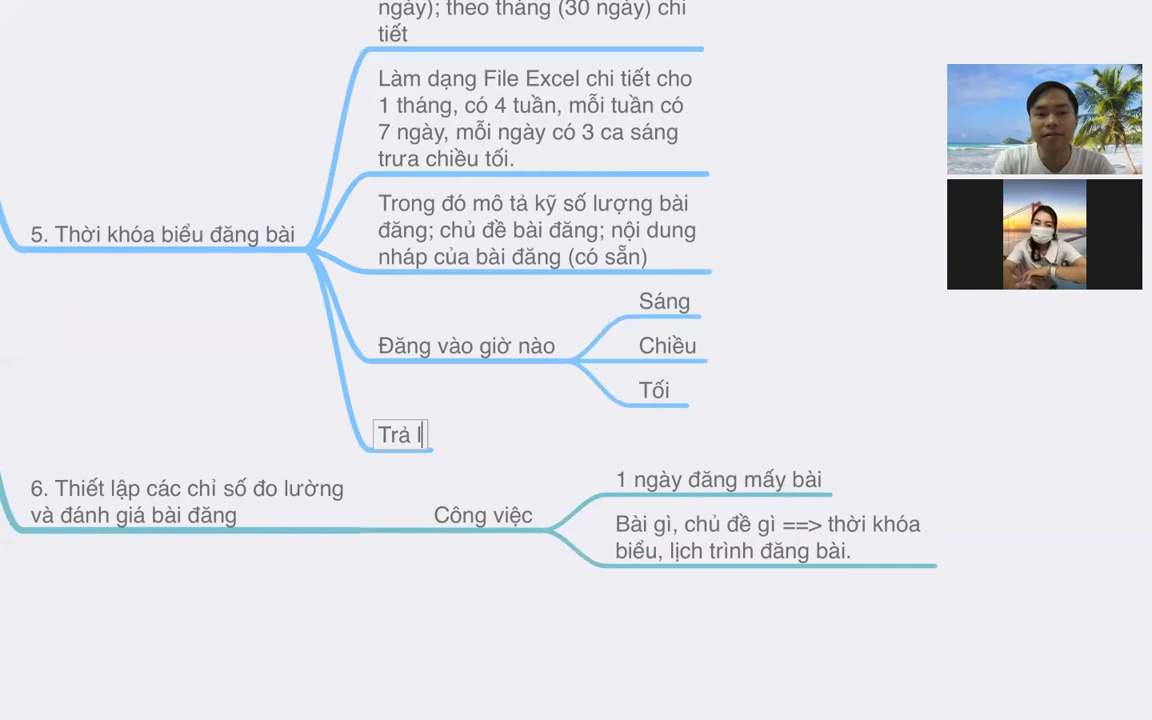 ngày); theo tháng (30 ngày) chi
tiết
Làm dạng File Excel chi tiết cho
1 tháng, có 4 tuần, mỗi tuần có
7 ngày, mỗi ngày có 3 ca sáng
trưa chiều tối.
5. Thời khóa biểu đăng bài
Trong đó mô tả kỹ số lượng bài
đăng; chủ đề bài đăng; nội dung
nháp của bài đăng (có sẵn)
Đăng vào giờ nào
Sáng
Chiều
Tối
Trả l
6. Thiết lập các chỉ số đo lường
và đánh giá bài đăng
Công việc
1 ngày đăng mấy bài
Bài gì, chủ đề gì ==> thời khóa
biểu, lịch trình đăng bài.